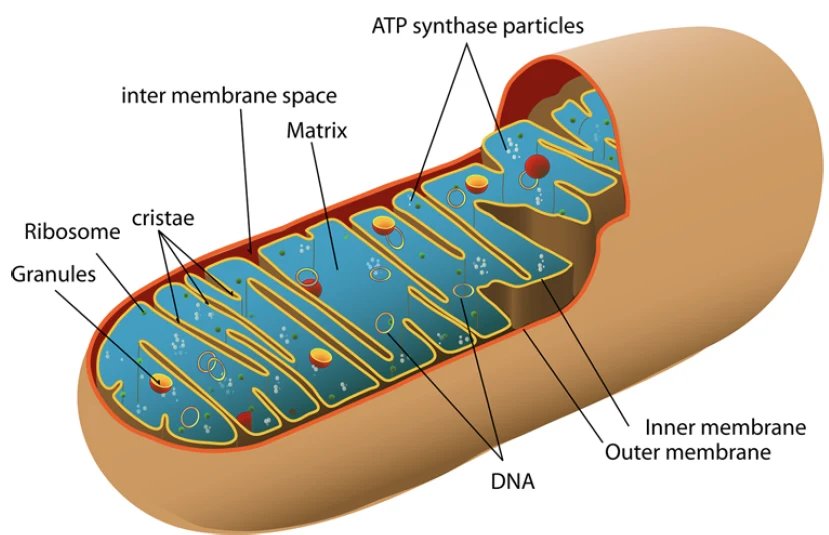 ATP synthase particles
inter membrane space
Matrix
cristae
Ribosome
Granules
Inner membrane
Outer membrane
DNA